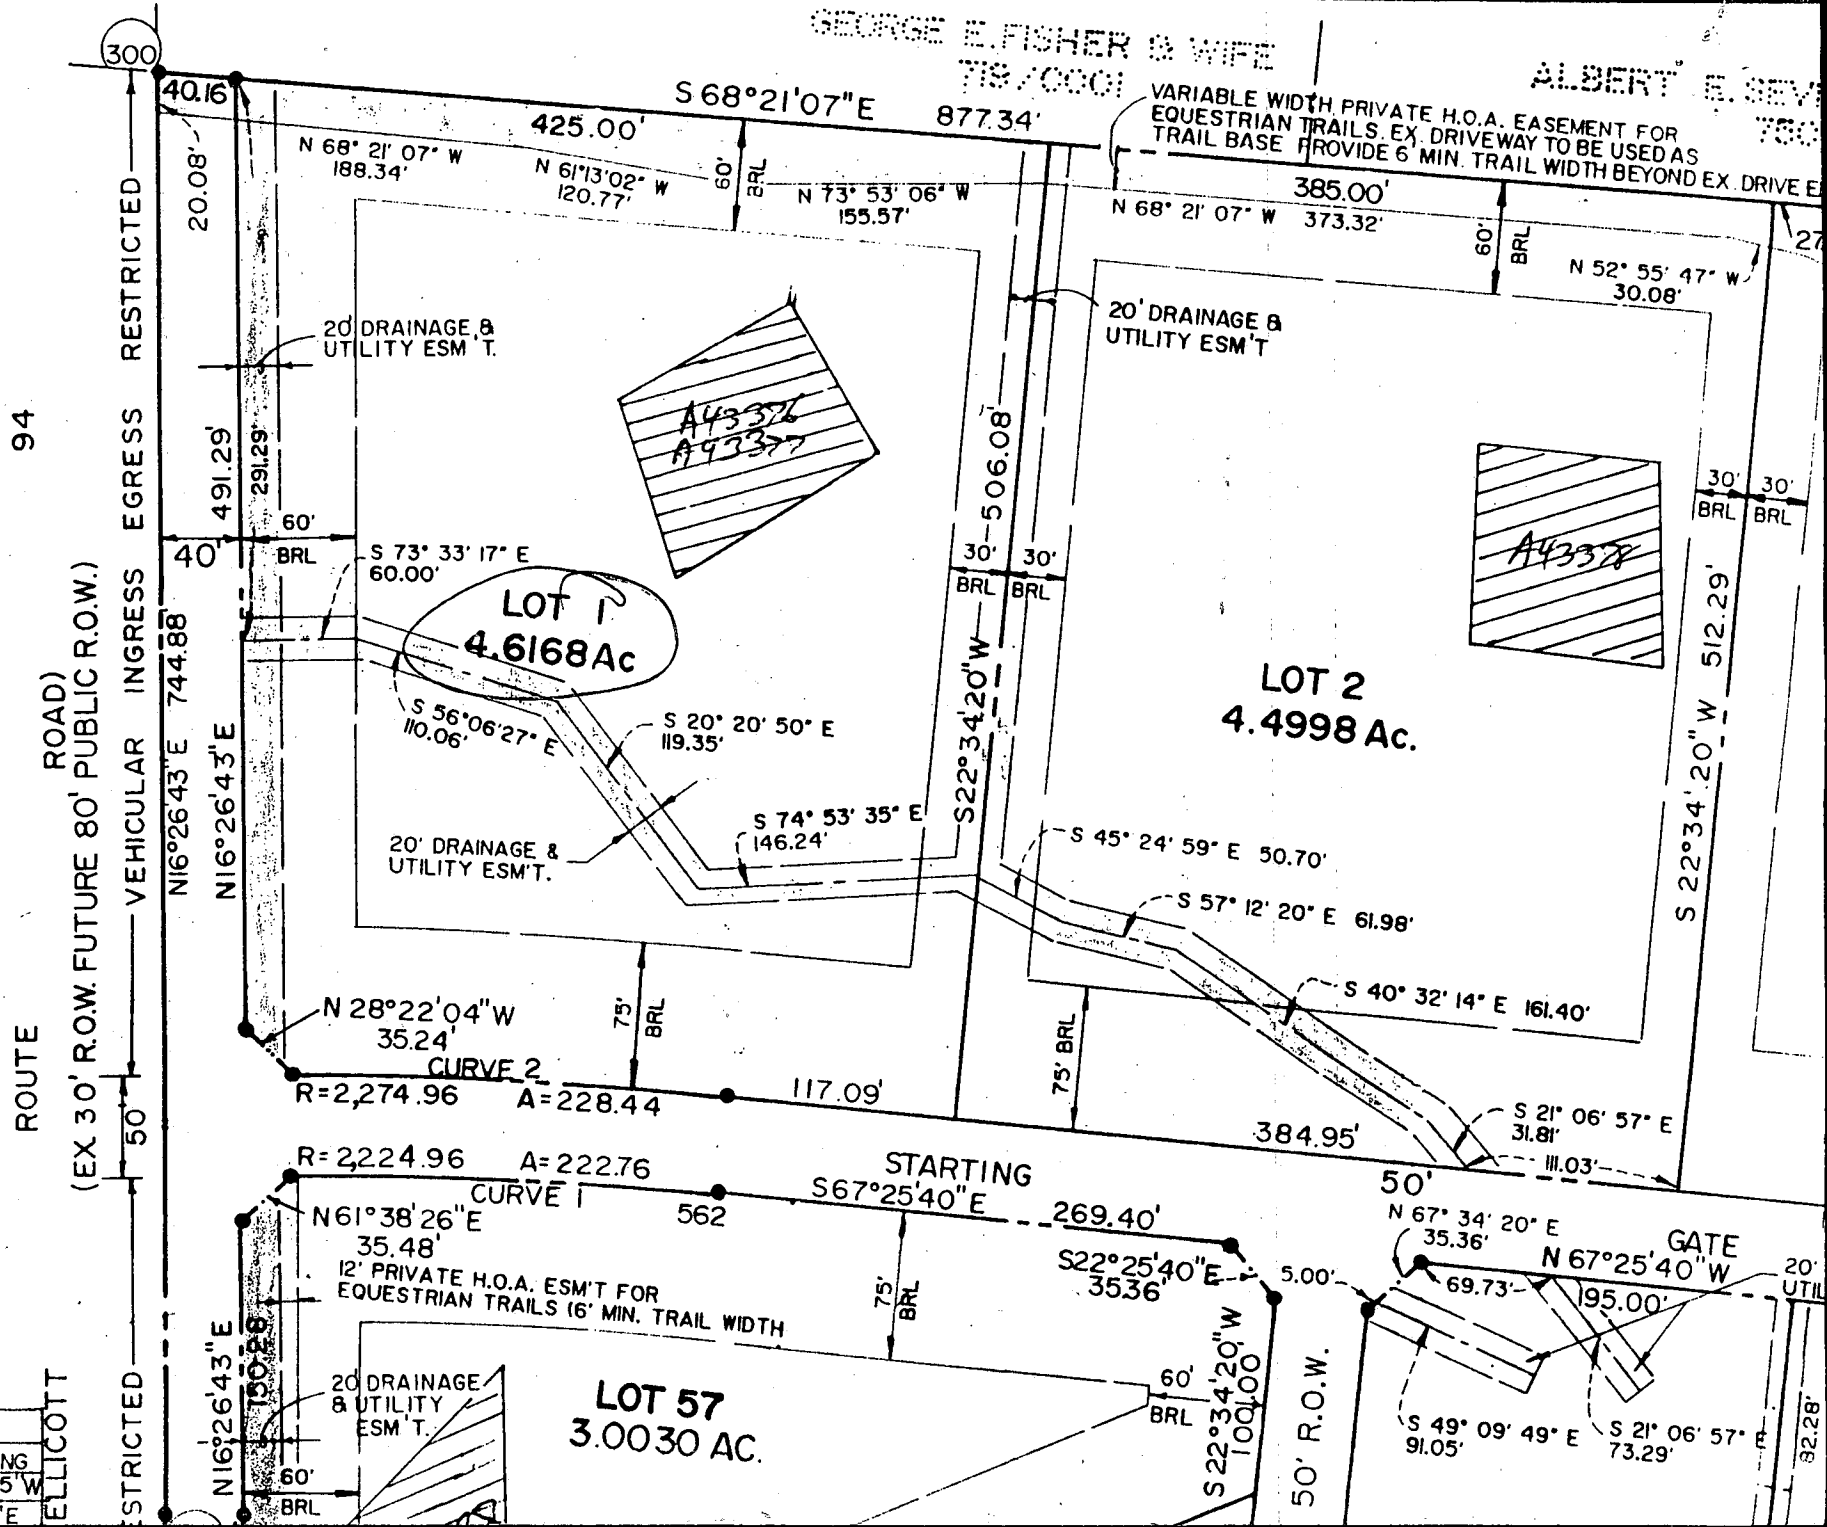 GEORGE E. FISHER & WIFE
719/0001
ALBERT E. SEVI
750
300
40.16
S 68°21'07" E
877.34'
425.00'
VARIABLE WIDTH, PRIVATE H.O.A. EASEMENT FOR
EQUESTRIAN TRAILS. EX. DRIVEWAY TO BE USED AS
TRAIL BASE PROVIDE 6' MIN. TRAIL WIDTH BEYOND EX. DRIVE E
N 68° 21' 07" W
188.34'
N 61°13'02" W
120.77'
60'
BRL
N 73° 53' 06" W
155.57'
385.00'
N 68° 21' 07" W 373.32'
60'
BRL
N 52° 55' 47" W
30.08'
27
20.08'
20' DRAINAGE &
UTILITY ESM'T.
20' DRAINAGE &
UTILITY ESM'T
A43376
A43377
A43378
94
ROUTE
ROAD)
(EX 30' R.O.W. FUTURE 80' PUBLIC R.O.W.)
VEHICULAR INGRESS EGRESS RESTRICTED
491.29'
291.29'
40'
60'
BRL
S 73° 33' 17" E
60.00'
LOT 1
4.6168 Ac
506.08'
30'
BRL
30'
BRL
S22°34'20"W
30'
BRL
30'
BRL
LOT 2
4.4998 Ac.
S 22°34'20" W 512.29'
N16°26'43"E 744.88
N16°26'43"E
S 56°06'27" E
110.06'
S 20° 20' 50" E
119.35'
20' DRAINAGE &
UTILITY ESM'T.
S 74° 53' 35" E
146.24'
S 45° 24' 59" E 50.70'
S 57° 12' 20" E 61.98'
S 40° 32' 14" E 161.40'
N 28°22'04"W
35.24'
75'
BRL
75' BRL
CURVE 2
R=2,274.96 A=228.44
117.09'
384.95'
S 21° 06' 57" E
31.81'
111.03'
50'
50'
R=2,224.96 A=222.76
CURVE 1
562
STARTING
S67°25'40"E
269.40'
GATE
N 67°25'40"W
N 67° 34' 20" E
35.36'
N61°38'26"E
35.48'
12' PRIVATE H.O.A. ESM'T FOR
EQUESTRIAN TRAILS (6' MIN. TRAIL WIDTH
75'
BRL
S22°25'40"E
35.36'
5.00'
69.73'
195.00'
20'
UTIL
N16°26'43"E
150.28
20' DRAINAGE
& UTILITY
ESM'T.
60'
BRL
LOT 57
3.0030 AC.
60'
BRL
S22°34'20"W
100.00
50' R.O.W.
S 49° 09' 49" E
91.05'
S 21° 06' 57" E
73.29'
82.28'
ELLICOTT
ESTRICTED
NG
5"W
"E